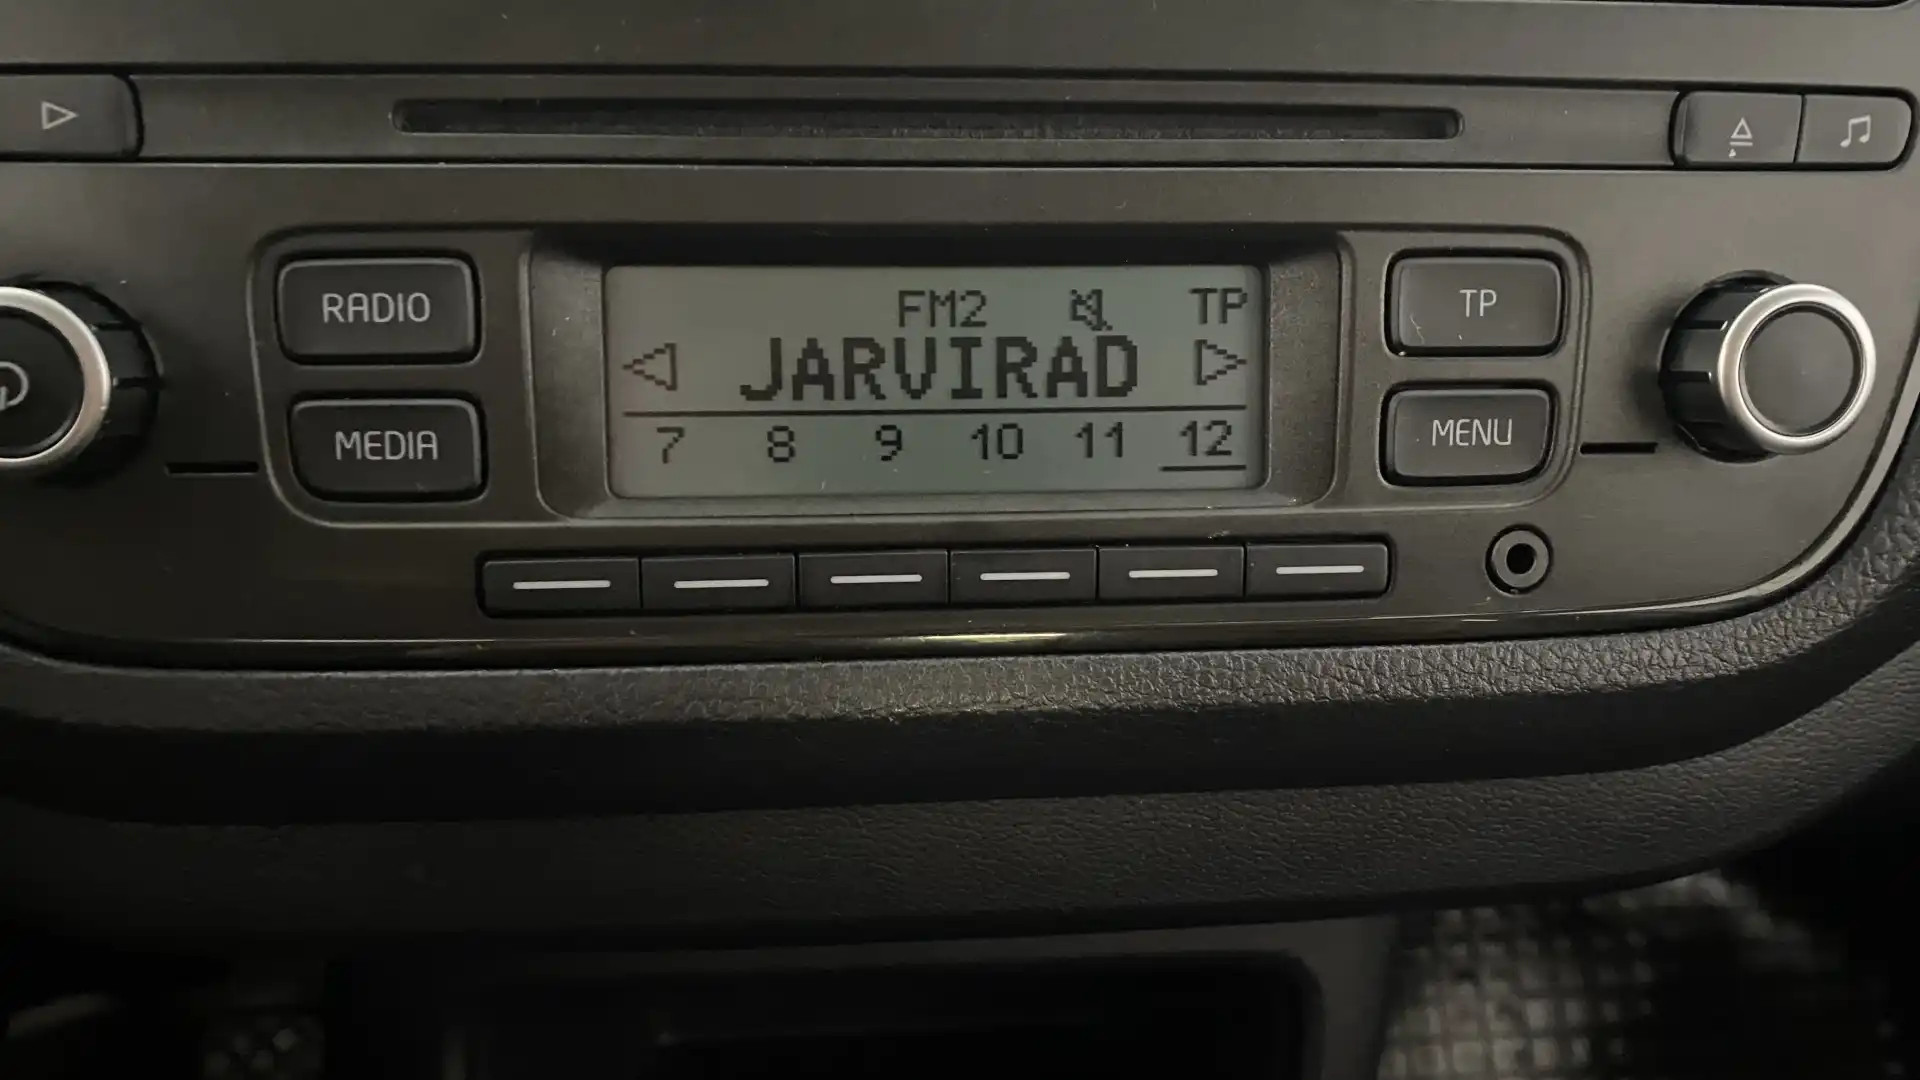 RADIO
MEDIA
FM2 TP
JARVIRAD
7 8 9 10 11 12
TP
MENU